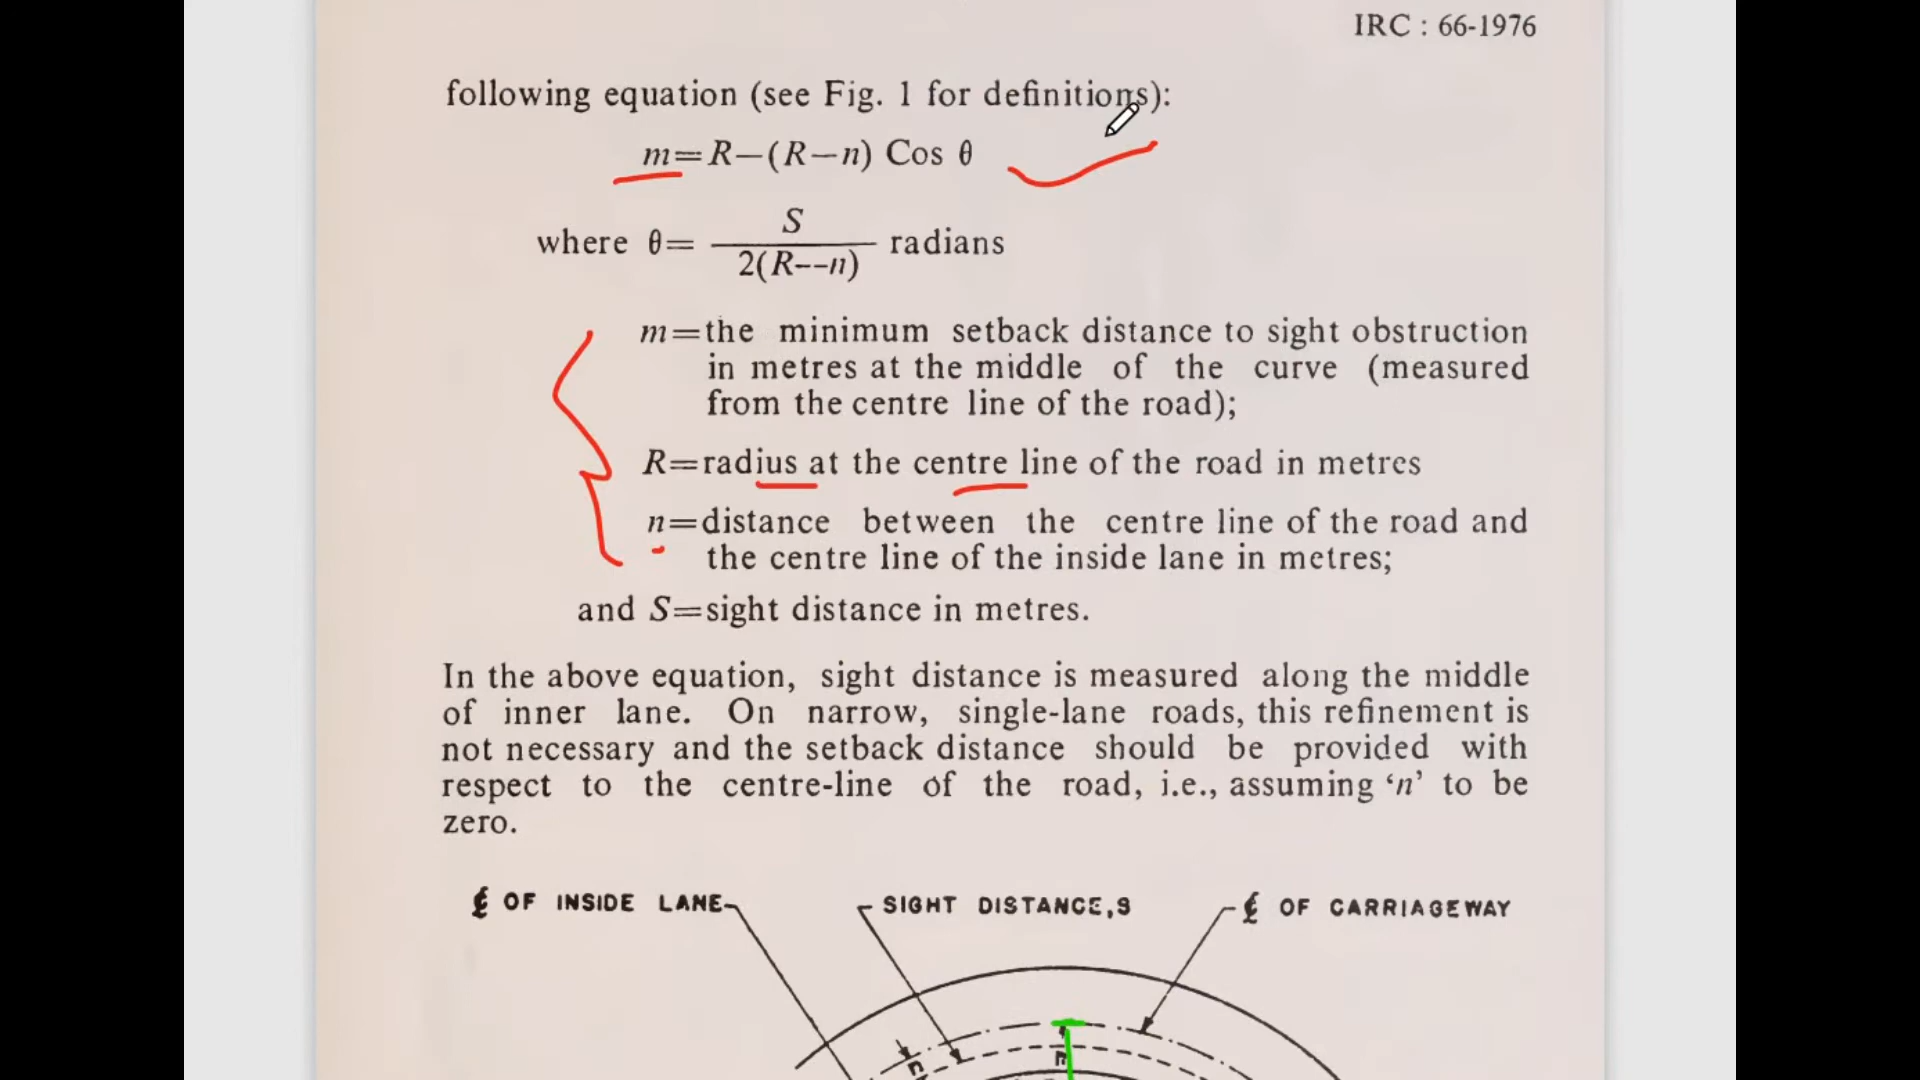 IRC : 66-1976
following equation (see Fig. 1 for definitions):
m=R—(R—n) Cos θ
where θ= S / 2(R--n) radians
m=the minimum setback distance to sight obstruction
in metres at the middle of the curve (measured
from the centre line of the road);
R=radius at the centre line of the road in metres
n=distance between the centre line of the road and
the centre line of the inside lane in metres;
and S=sight distance in metres.
In the above equation, sight distance is measured along the middle
of inner lane. On narrow, single-lane roads, this refinement is
not necessary and the setback distance should be provided with
respect to the centre-line of the road, i.e., assuming ‘n’ to be
zero.
℄ OF INSIDE LANE
SIGHT DISTANCE,S
℄ OF CARRIAGEWAY
n